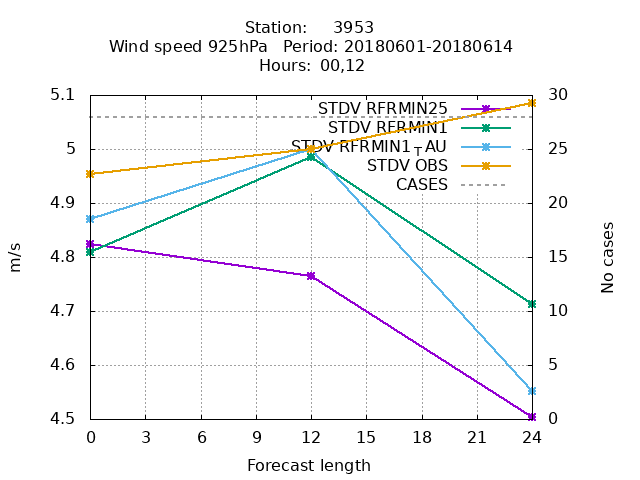 Station: 3953
Wind speed 925hPa Period: 20180601-20180614
Hours: 00,12
5.1
5
4.9
4.8
4.7
4.6
4.5
m/s
30
25
20
15
10
5
0
No cases
STDV RFRMIN25
STDV RFRMIN1
STDV RFRMIN1TAU
STDV OBS
CASES
0 3 6 9 12 15 18 21 24
Forecast length